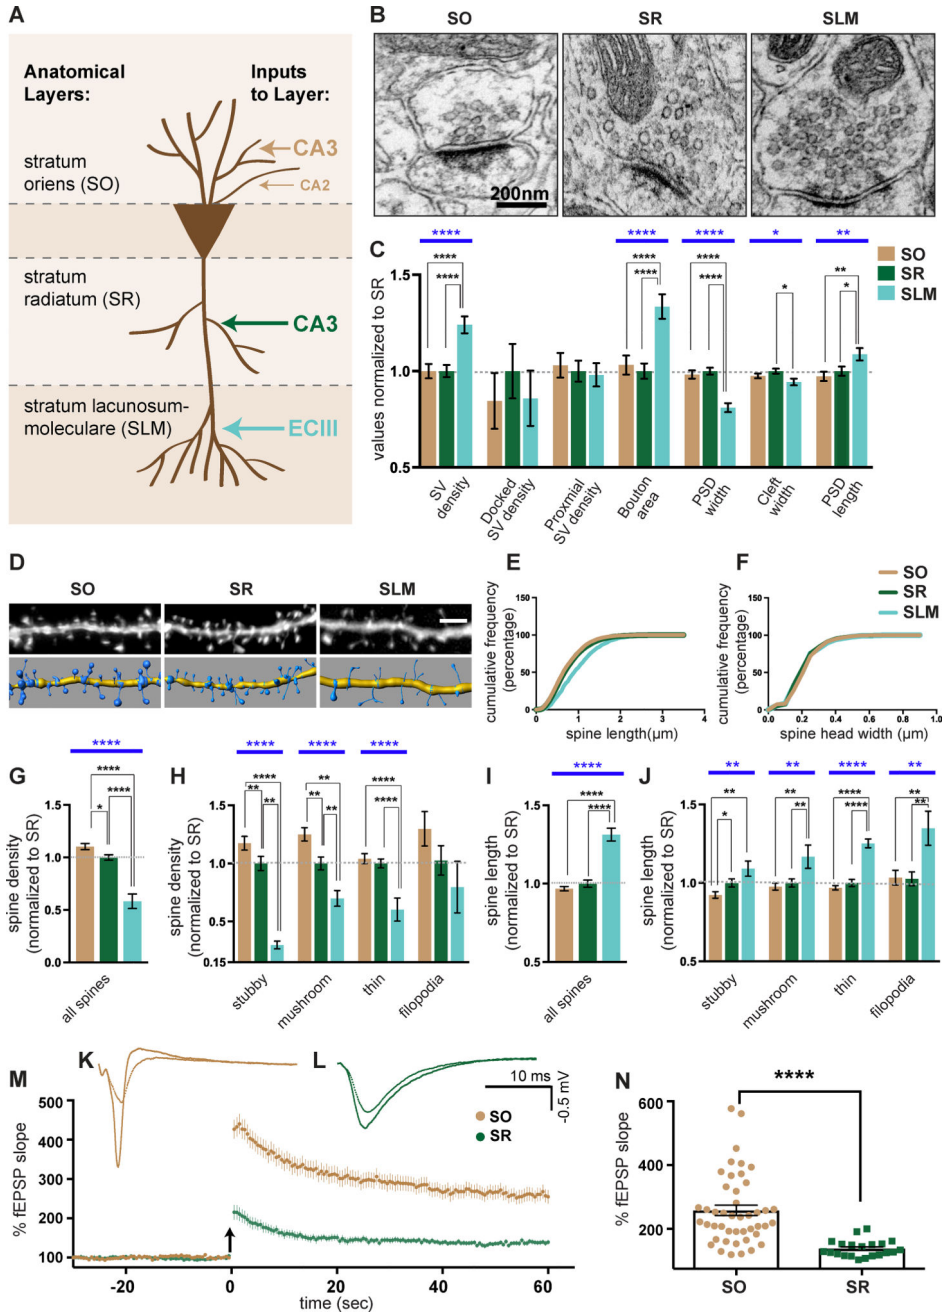 A
Anatomical
Layers:
Inputs
to Layer:
CA3
CA2
stratum
oriens (SO)
stratum
radiatum (SR)
CA3
stratum lacunosum-
moleculare (SLM)
ECIII
B
SO
SR
SLM
200nm
C
SO
SR
SLM
****
****
****
*
**
****
****
****
****
****
****
*
**
*
values normalized to SR
1.5
1.0
0.5
SV
density
Docked
SV density
Proxmial
SV density
Bouton
area
PSD
width
Cleft
width
PSD
length
D
SO
SR
SLM
E
cumulative frequency
(percentage)
150
100
50
0
0
1
2
3
4
spine length(µm)
F
SO
SR
SLM
cumulative frequency
(percentage)
150
100
50
0
0.0
0.2
0.4
0.6
0.8
1.0
spine head width (µm)
G
****
****
*
****
spine density
(normalized to SR)
1.5
1.0
0.5
0.0
all spines
H
****
****
****
****
**
**
**
**
**
****
****
spine density
(normalized to SR)
1.5
1.0
0.5
0.15
stubby
mushroom
thin
filopodia
I
****
****
****
spine length
(normalized to SR)
1.5
1.0
0.5
all spines
J
**
**
****
**
**
*
**
**
****
****
**
**
spine length
(normalized to SR)
1.5
1.0
0.5
stubby
mushroom
thin
filopodia
K
L
10 ms
-0.5 mV
M
SO
SR
% fEPSP slope
500
400
300
200
100
-20
0
20
40
60
time (sec)
N
****
% fEPSP slope
600
400
200
SO
SR